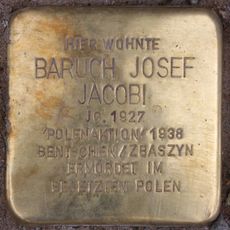 HIER WOHNTE
BARUCH JOSEF
JACOBI
JG. 1927
'POLENAKTION' 1938
BENTSCHEN/ZBASZYN
ERMORDET IM
BESETZTEN POLEN